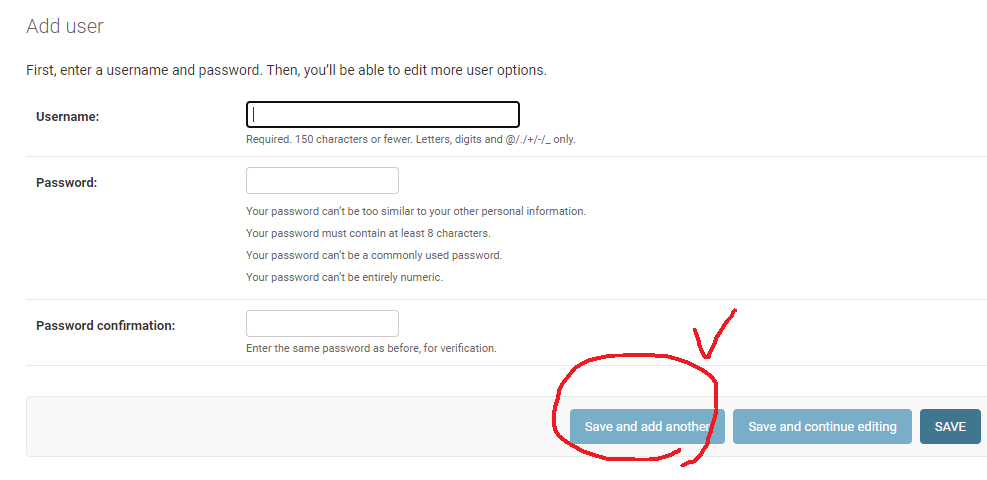 Add user
First, enter a username and password. Then, you’ll be able to edit more user options.
Username:
Required. 150 characters or fewer. Letters, digits and @/./+/-/_ only.
Password:
Your password can’t be too similar to your other personal information.
Your password must contain at least 8 characters.
Your password can’t be a commonly used password.
Your password can’t be entirely numeric.
Password confirmation:
Enter the same password as before, for verification.
Save and add another
Save and continue editing
SAVE